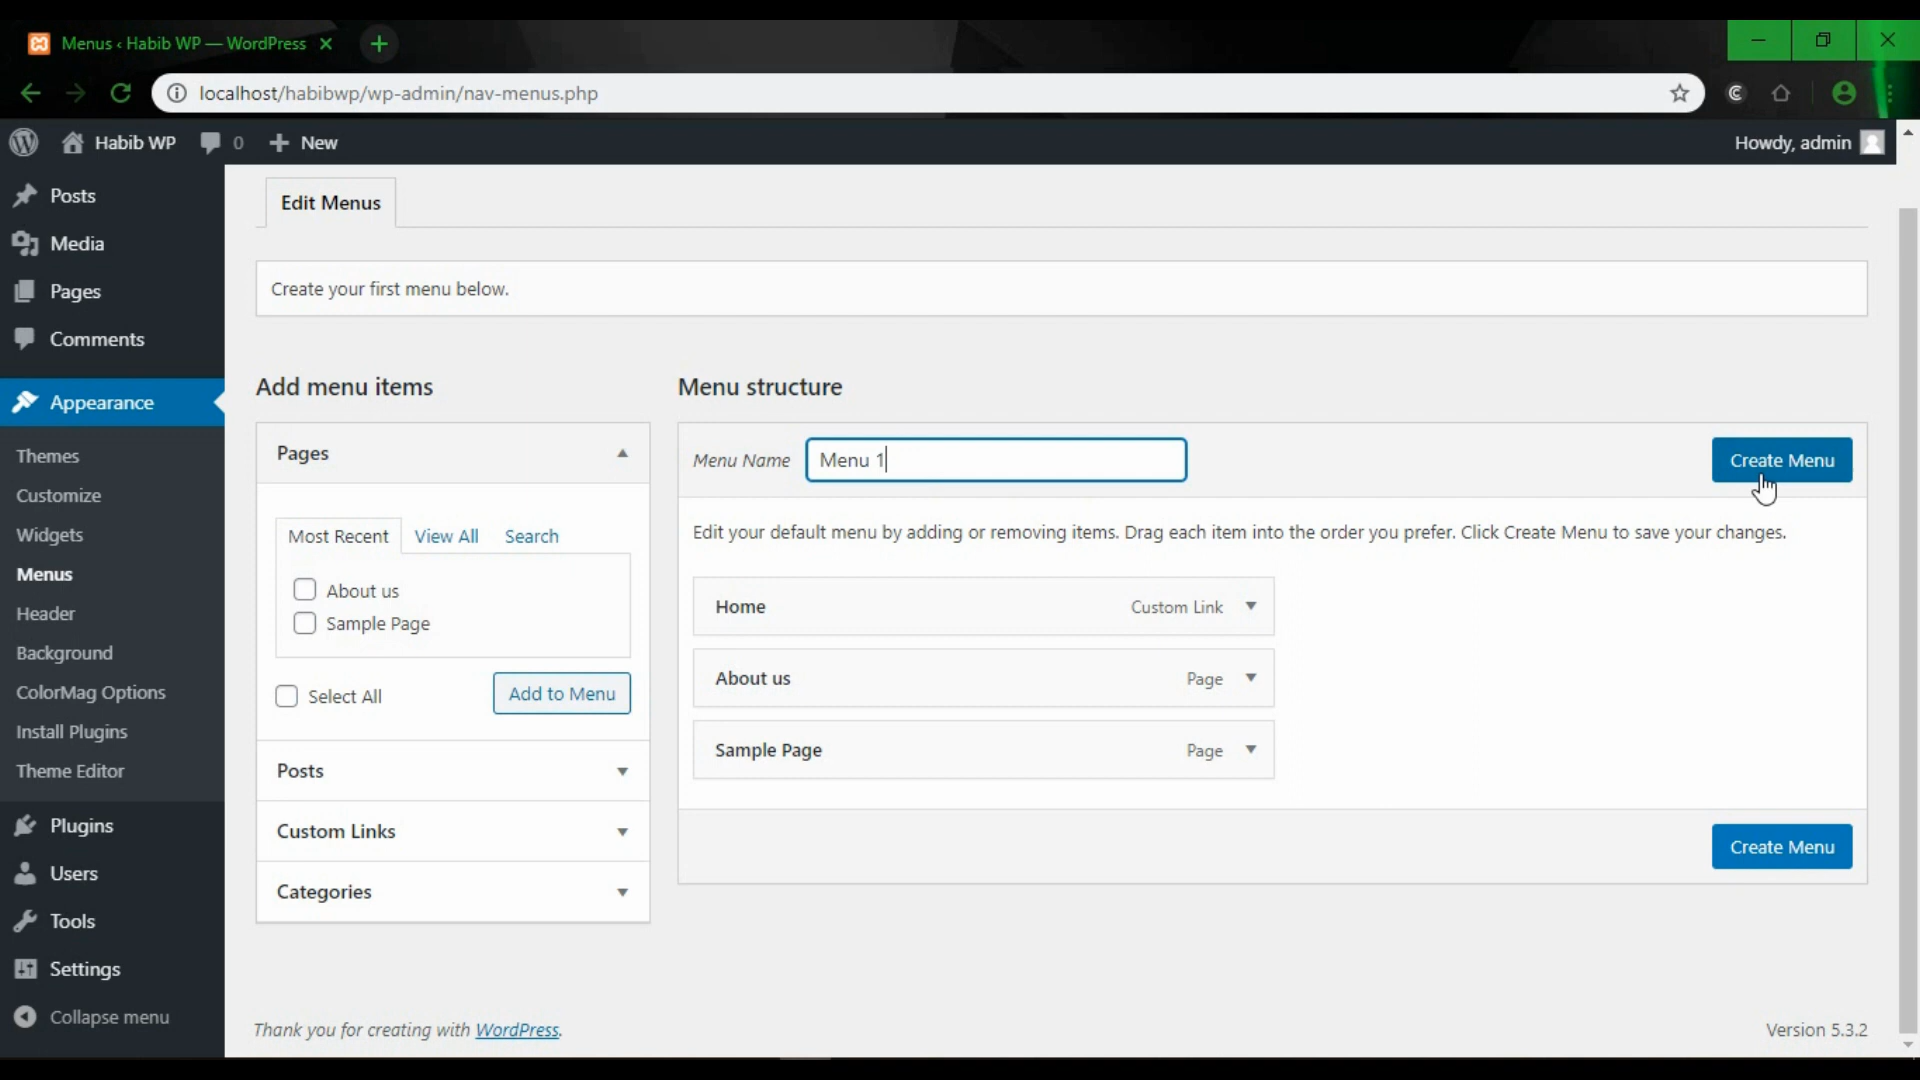 Menus ‹ Habib WP — WordPress
localhost/habibwp/wp-admin/nav-menus.php
Habib WP 0 New Howdy, admin
Posts
Media
Pages
Comments
Appearance
Themes
Customize
Widgets
Menus
Header
Background
ColorMag Options
Install Plugins
Theme Editor
Plugins
Users
Tools
Settings
Collapse menu
Edit Menus
Create your first menu below.
Add menu items
Pages
Most Recent View All Search
About us
Sample Page
Select All Add to Menu
Posts
Custom Links
Categories
Menu structure
Menu Name Menu 1 Create Menu
Edit your default menu by adding or removing items. Drag each item into the order you prefer. Click Create Menu to save your changes.
Home Custom Link
About us Page
Sample Page Page
Create Menu
Thank you for creating with WordPress. Version 5.3.2